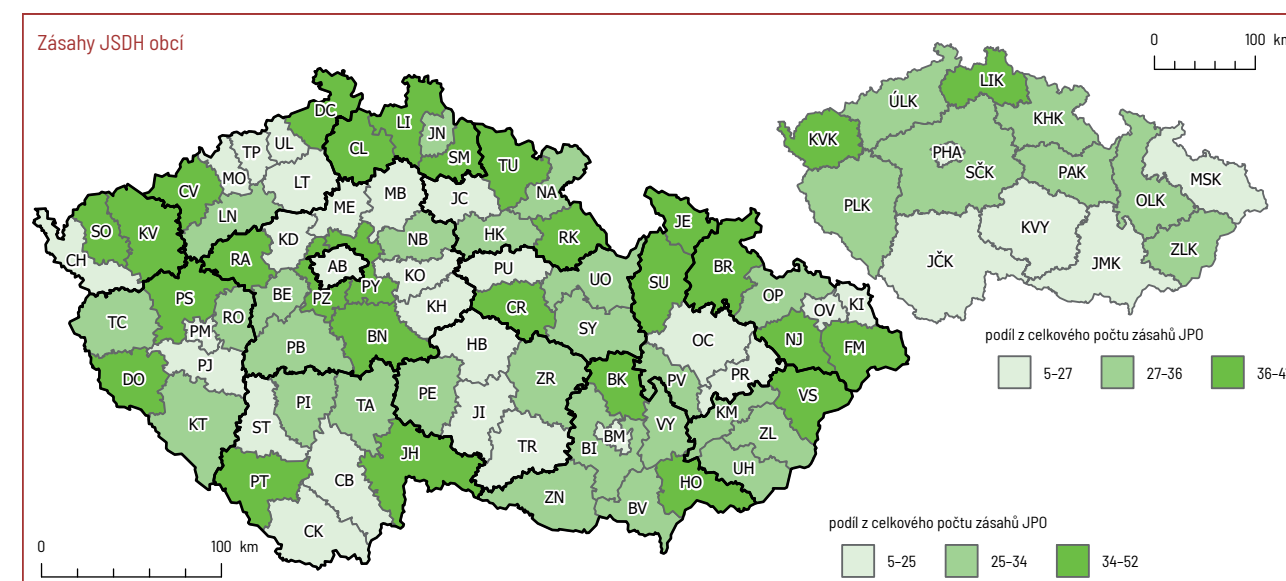 Zásahy JSDH obcí
0 100 km
DC
LI
JN
CL
SM
TU
UL
TP
MO
LT
CV
MB
JC
NA
ME
LN
SO
KV
KD
NB
HK
RK
JE
CH
RA
AB
KO
PU
SU
BR
PY
PZ
BE
UO
PS
RO
KH
CR
OP
OV
KI
TC
PM
SY
PB
BN
HB
OC
NJ
FM
PJ
DO
ZR
BK
PV
PR
VS
PI
TA
PE
KT
ST
JI
KM
VY
ZL
BM
BI
TR
JH
UH
PT
CB
HO
ZN
BV
CK
0 100 km
0 100 km
LIK
ÚLK
KHK
KVK
PHA
SČK
PAK
MSK
PLK
OLK
KVY
ZLK
JČK
JMK
podíl z celkového počtu zásahů JPO
5–27 27–36
podíl z celkového počtu zásahů JPO
5–25 25–34 34–52